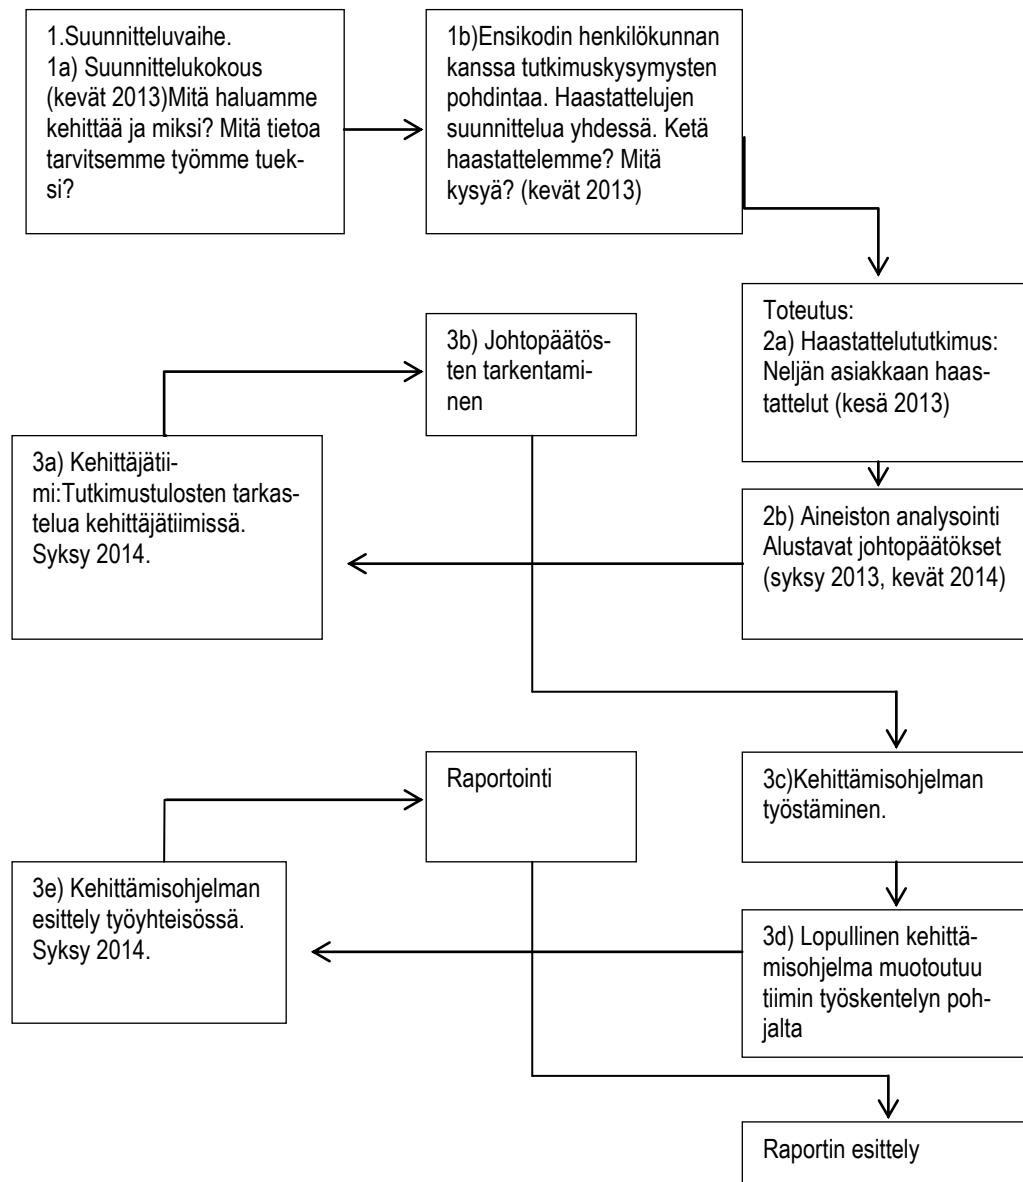 1.Suunnitteluvaihe.
1a) Suunnittelukokous
(kevät 2013)Mitä haluamme
kehittää ja miksi? Mitä tietoa
tarvitsemme työmme tuek-
si?
1b)Ensikodin henkilökunnan
kanssa tutkimuskysymysten
pohdintaa. Haastattelujen
suunnittelua yhdessä. Ketä
haastattelemme? Mitä
kysyä? (kevät 2013)
Toteutus:
2a) Haastattelututkimus:
Neljän asiakkaan haas-
tattelut (kesä 2013)
2b) Aineiston analysointi
Alustavat johtopäätökset
(syksy 2013, kevät 2014)
3a) Kehittäjätii-
mi:Tutkimustulosten tarkas-
telua kehittäjätiimissä.
Syksy 2014.
3b) Johtopäätös-
ten tarkentami-
nen
3c)Kehittämisohjelman
työstäminen.
3d) Lopullinen kehittä-
misohjelma muotoutuu
tiimin työskentelyn poh-
jalta
3e) Kehittämisohjelman
esittely työyhteisössä.
Syksy 2014.
Raportointi
Raportin esittely